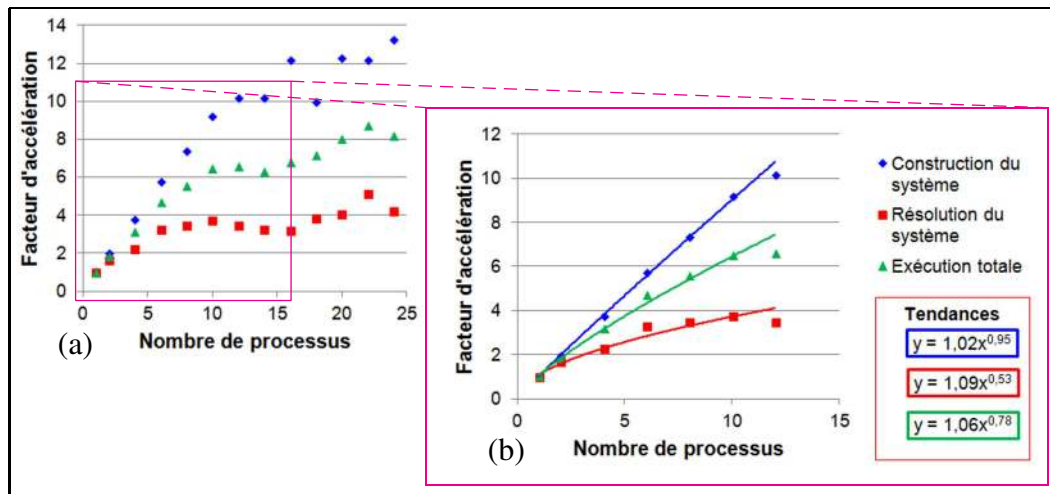 Facteur d'accélération
14
12
10
8
6
4
2
0
0 5 10 15 20 25
Nombre de processus
(a)
Facteur d'accélération
12
10
8
6
4
2
0
0 5 10 15
Nombre de processus
(b)
Construction du
système
Résolution du
système
Exécution totale
Tendances
y = 1,02x^0,95
y = 1,09x^0,53
y = 1,06x^0,78